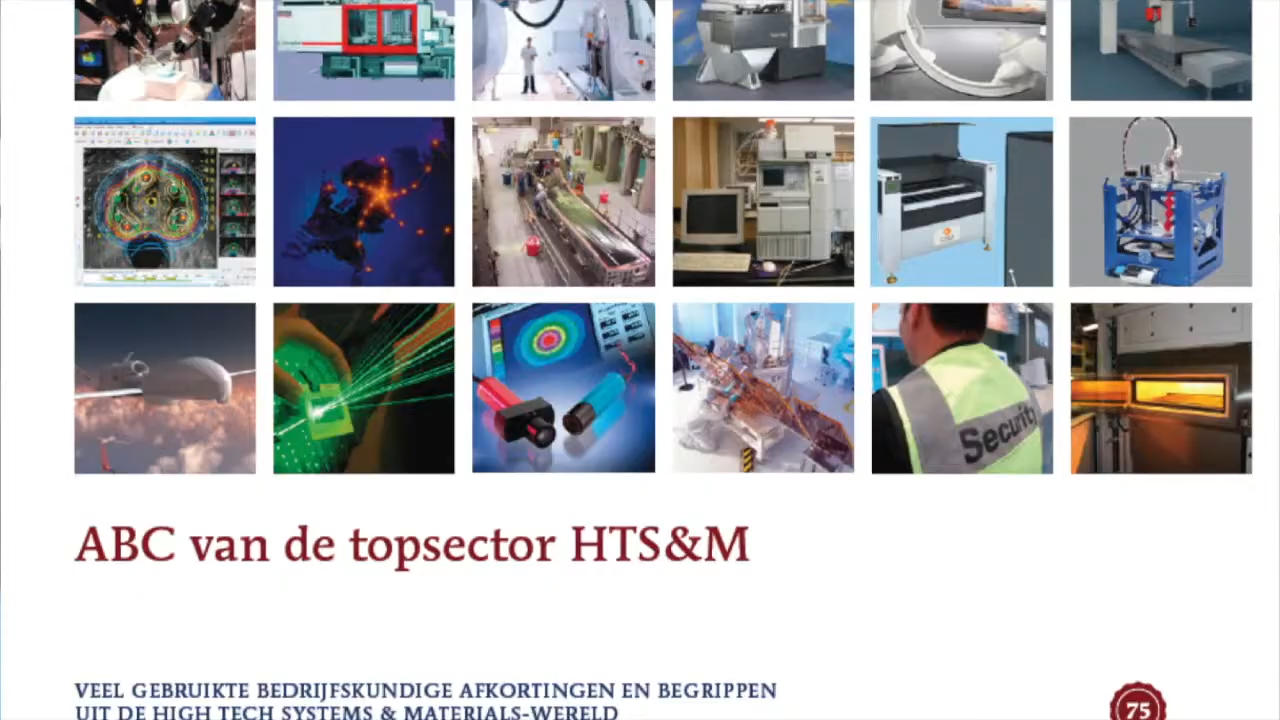 Security
ABC van de topsector HTS&M
VEEL GEBRUIKTE BEDRIJFSKUNDIGE AFKORTINGEN EN BEGRIPPEN
UIT DE HIGH TECH SYSTEMS & MATERIALS-WERELD
75